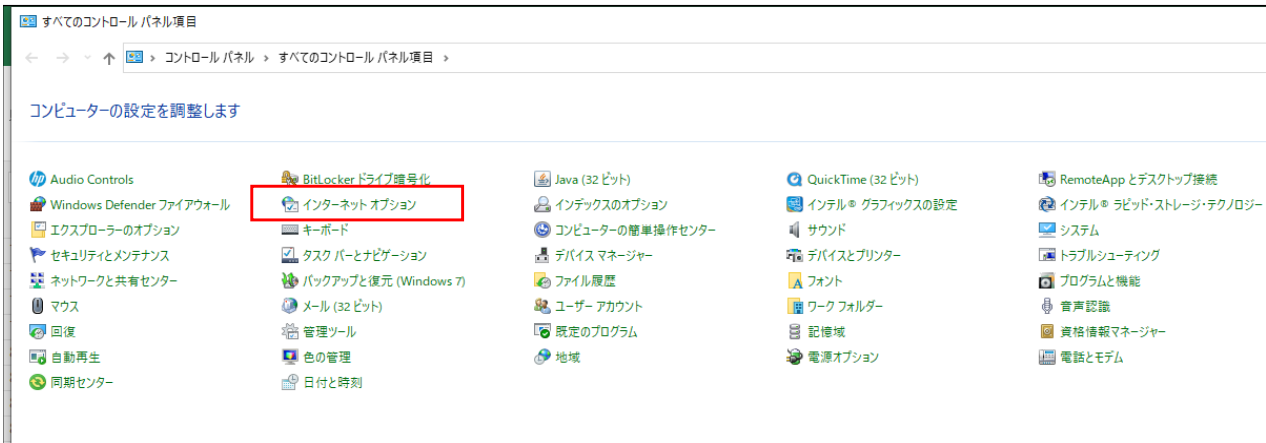 すべてのコントロール パネル項目
コントロール パネル › すべてのコントロール パネル項目 ›
コンピューターの設定を調整します
Audio Controls
BitLocker ドライブ暗号化
Java (32 ビット)
QuickTime (32 ビット)
RemoteApp とデスクトップ接続
Windows Defender ファイアウォール
インターネット オプション
インデックスのオプション
インテル® グラフィックスの設定
インテル® ラピッド・ストレージ・テクノロジー
エクスプローラーのオプション
キーボード
コンピューターの簡単操作センター
サウンド
システム
セキュリティとメンテナンス
タスク バーとナビゲーション
デバイス マネージャー
デバイスとプリンター
トラブルシューティング
ネットワークと共有センター
バックアップと復元 (Windows 7)
ファイル履歴
フォント
プログラムと機能
マウス
メール (32 ビット)
ユーザー アカウント
ワーク フォルダー
音声認識
回復
管理ツール
既定のプログラム
記憶域
資格情報マネージャー
自動再生
色の管理
地域
電源オプション
電話とモデム
同期センター
日付と時刻